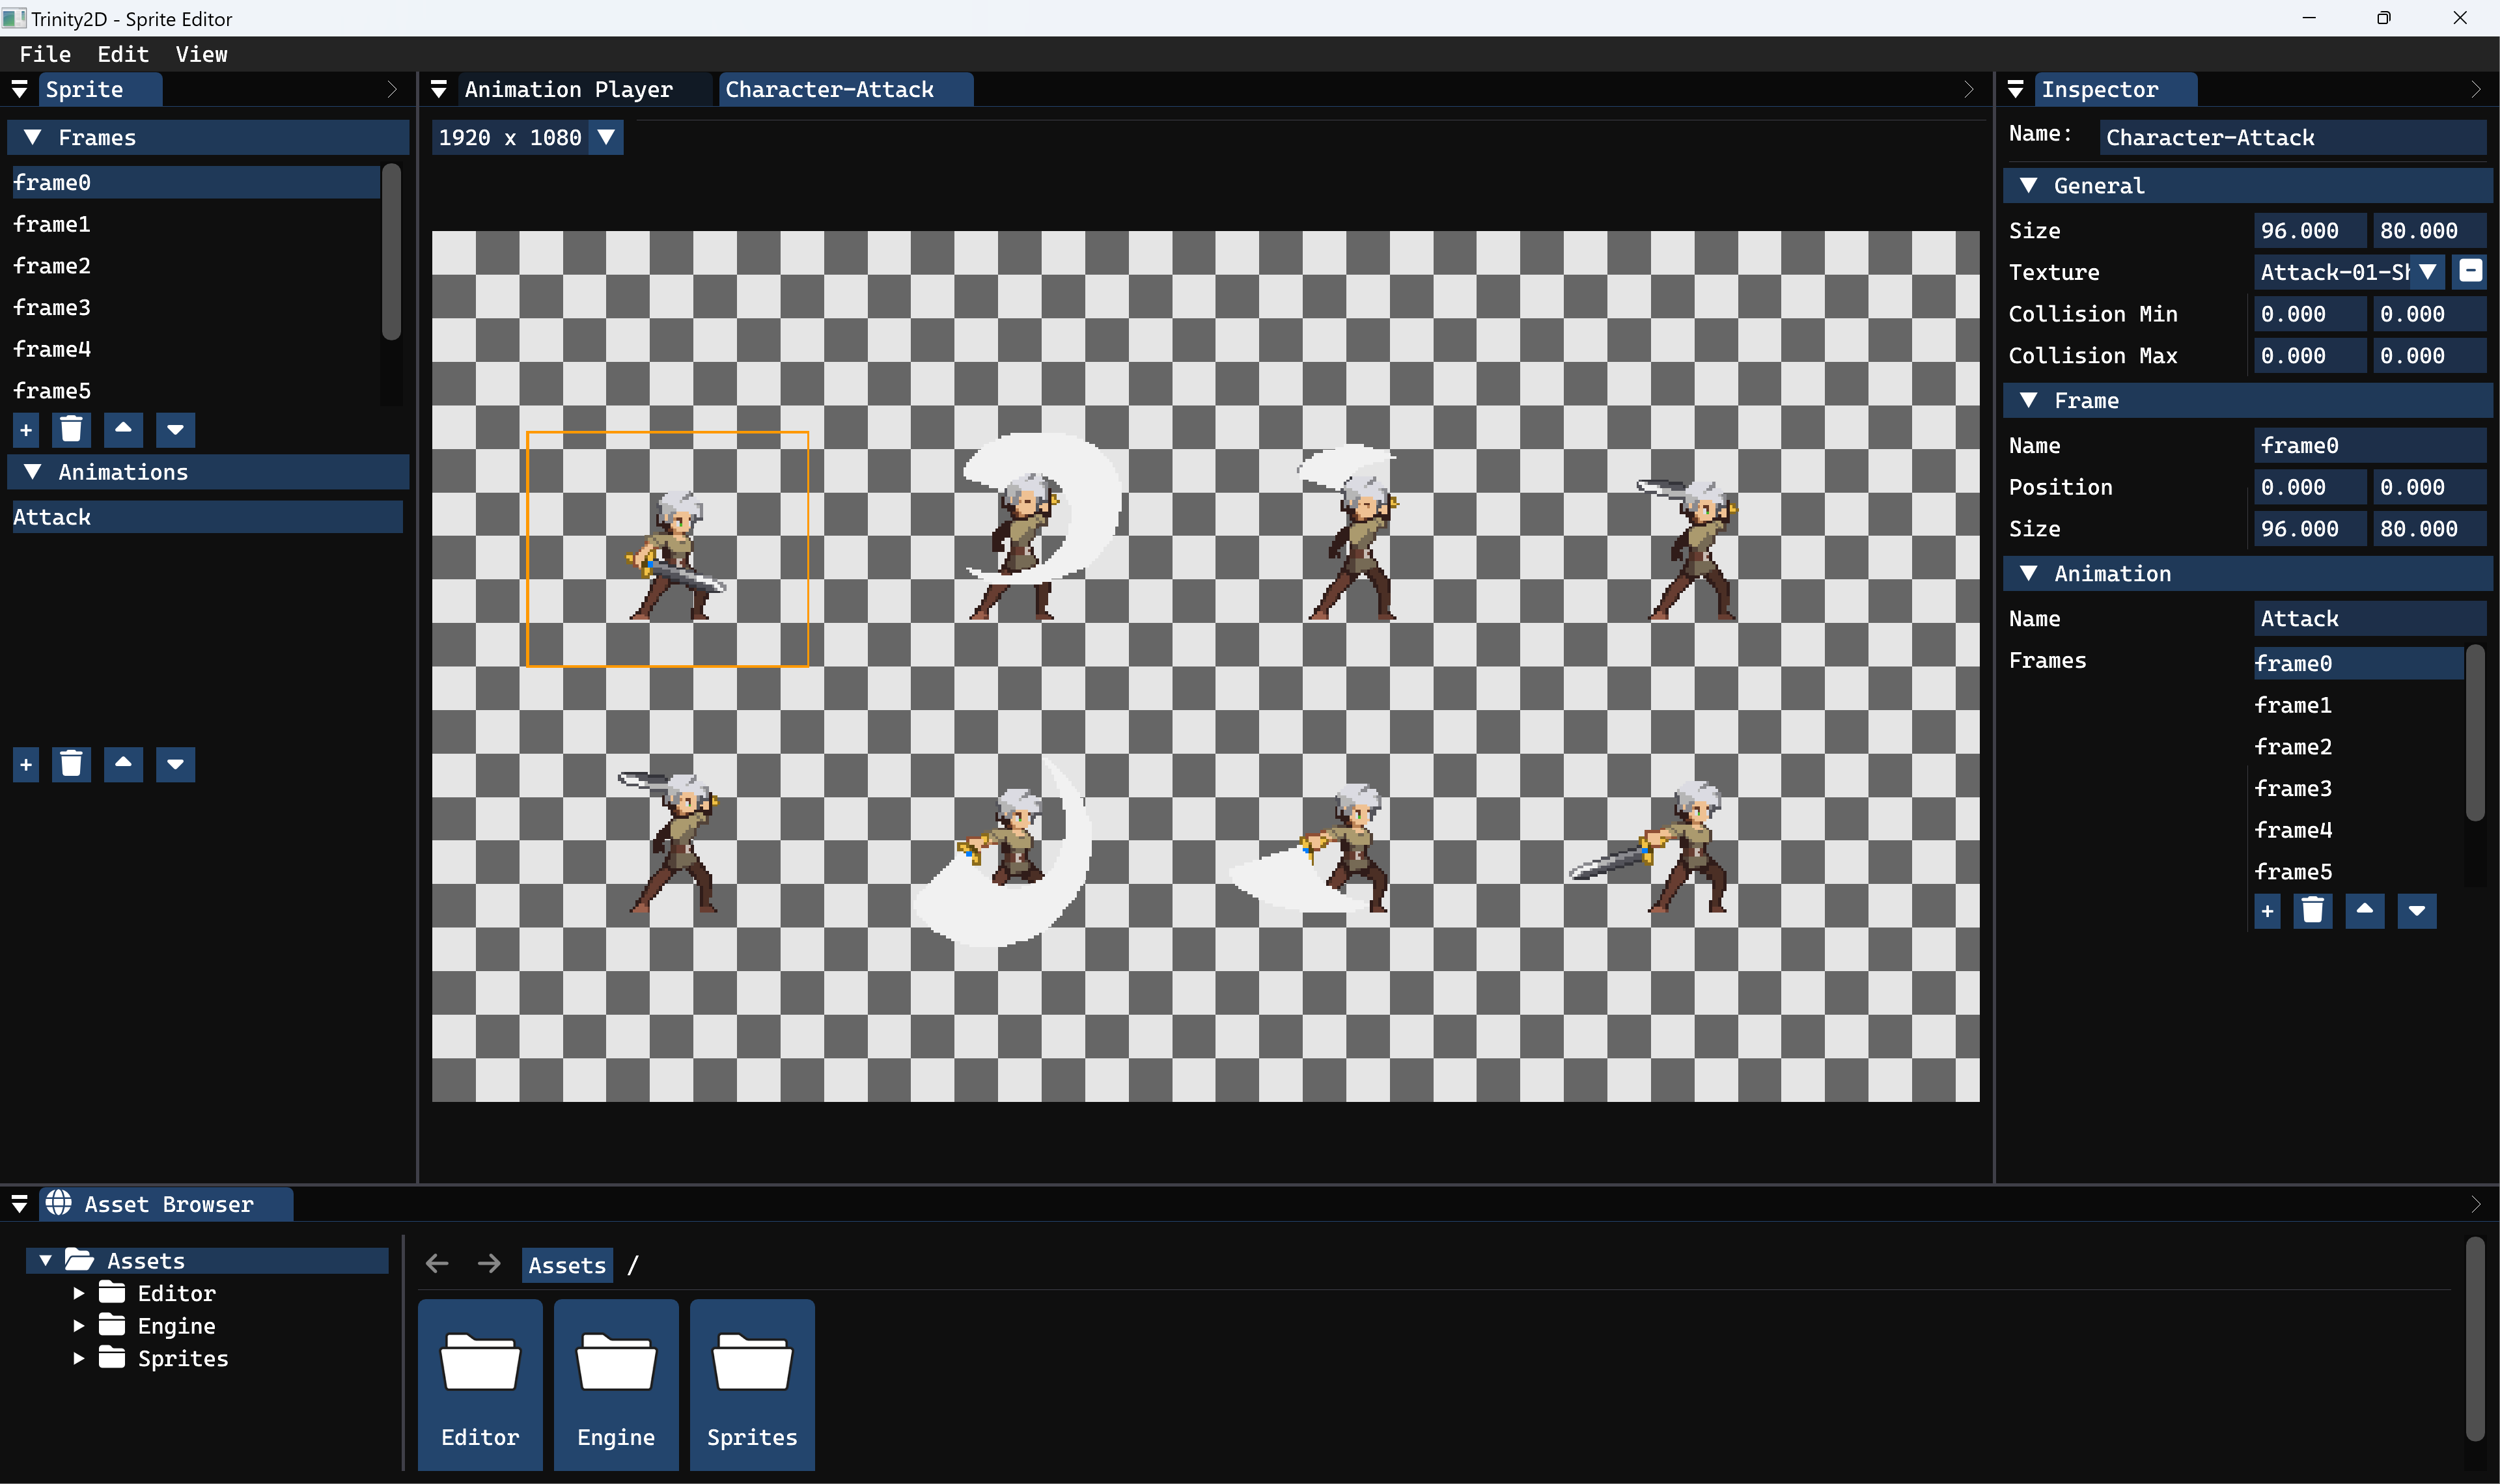 Trinity2D - Sprite Editor
File Edit View
Sprite
Frames
frame0
frame1
frame2
frame3
frame4
frame5
+
Animations
Attack
+
Animation Player Character-Attack
1920 x 1080
Inspector
Name: Character-Attack
General
Size 96.000 80.000
Texture Attack-01-Sh
Collision Min 0.000 0.000
Collision Max 0.000 0.000
Frame
Name frame0
Position 0.000 0.000
Size 96.000 80.000
Animation
Name Attack
Frames frame0
frame1
frame2
frame3
frame4
frame5
+
Asset Browser
Assets
Editor
Engine
Sprites
Assets /
Editor Engine Sprites